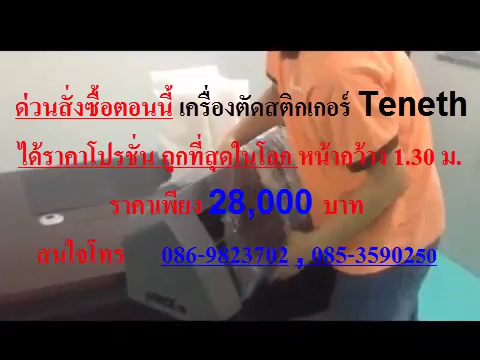 ด่วนสั่งซื้อตอนนี้ เครื่องตัดสติกเกอร์ Teneth
ได้ราคาโปรชั่น ถูกที่สุดในโลก หน้ากว้าง 1.30 ม.
ราคาเพียง 28,000 บาท
สนใจโทร 086-9823702 , 085-3590250